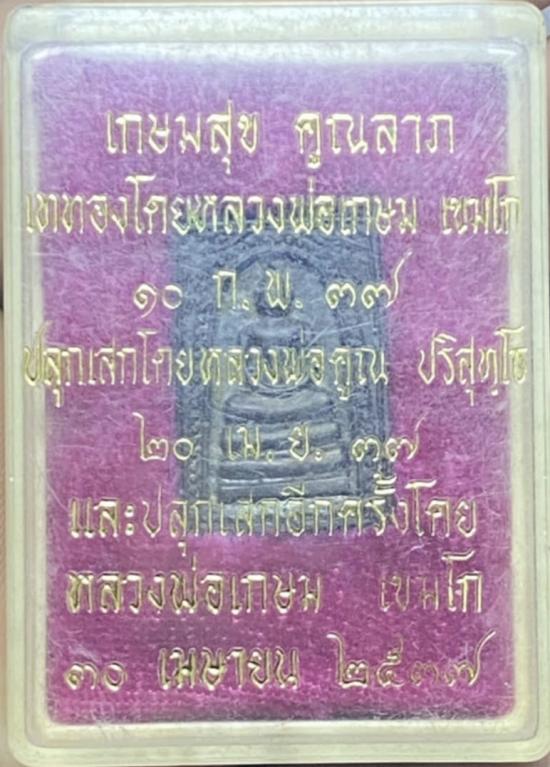 เกษมสุข คูณลาภ
เททองโดยหลวงพ่อเกษม เขมโก
๑๐ ก.พ. ๓๗
ปลุกเสกโดยหลวงพ่อคูณ ปริสุทฺโธ
๒๐ เม.ย. ๓๗
และปลุกเสกอีกครั้งโดย
หลวงพ่อเกษม เขมโก
๓๐ เมษายน ๒๕๓๗